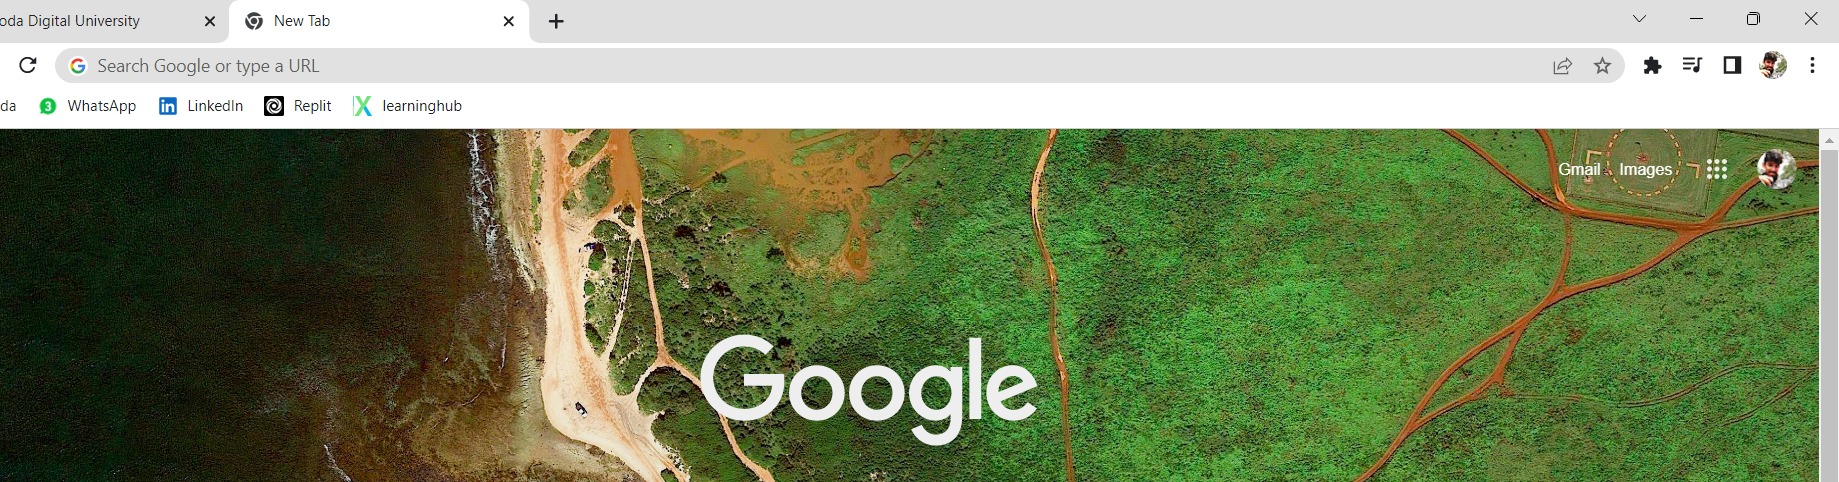 oda Digital University
New Tab
Search Google or type a URL
da
3 WhatsApp
in LinkedIn
Replit
learninghub
Gmail Images
Google